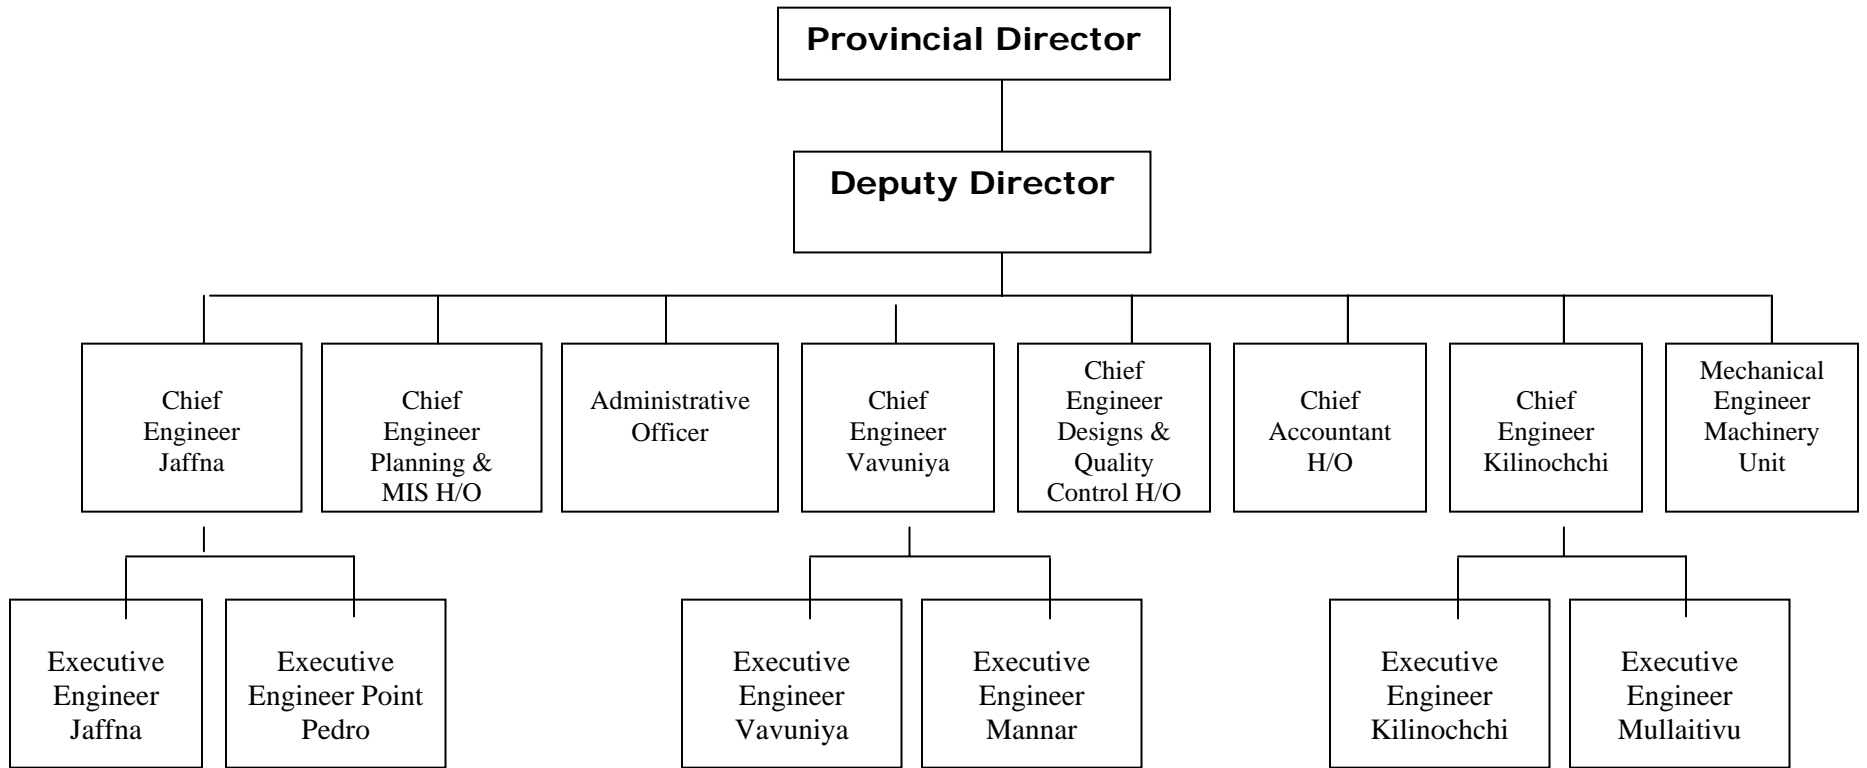 Provincial Director
Deputy Director
Chief
Engineer
Jaffna
Chief
Engineer
Planning &
MIS H/O
Administrative
Officer
Chief
Engineer
Vavuniya
Chief
Engineer
Designs &
Quality
Control H/O
Chief
Accountant
H/O
Chief
Engineer
Kilinochchi
Mechanical
Engineer
Machinery
Unit
Executive
Engineer
Jaffna
Executive
Engineer Point
Pedro
Executive
Engineer
Vavuniya
Executive
Engineer
Mannar
Executive
Engineer
Kilinochchi
Executive
Engineer
Mullaitivu